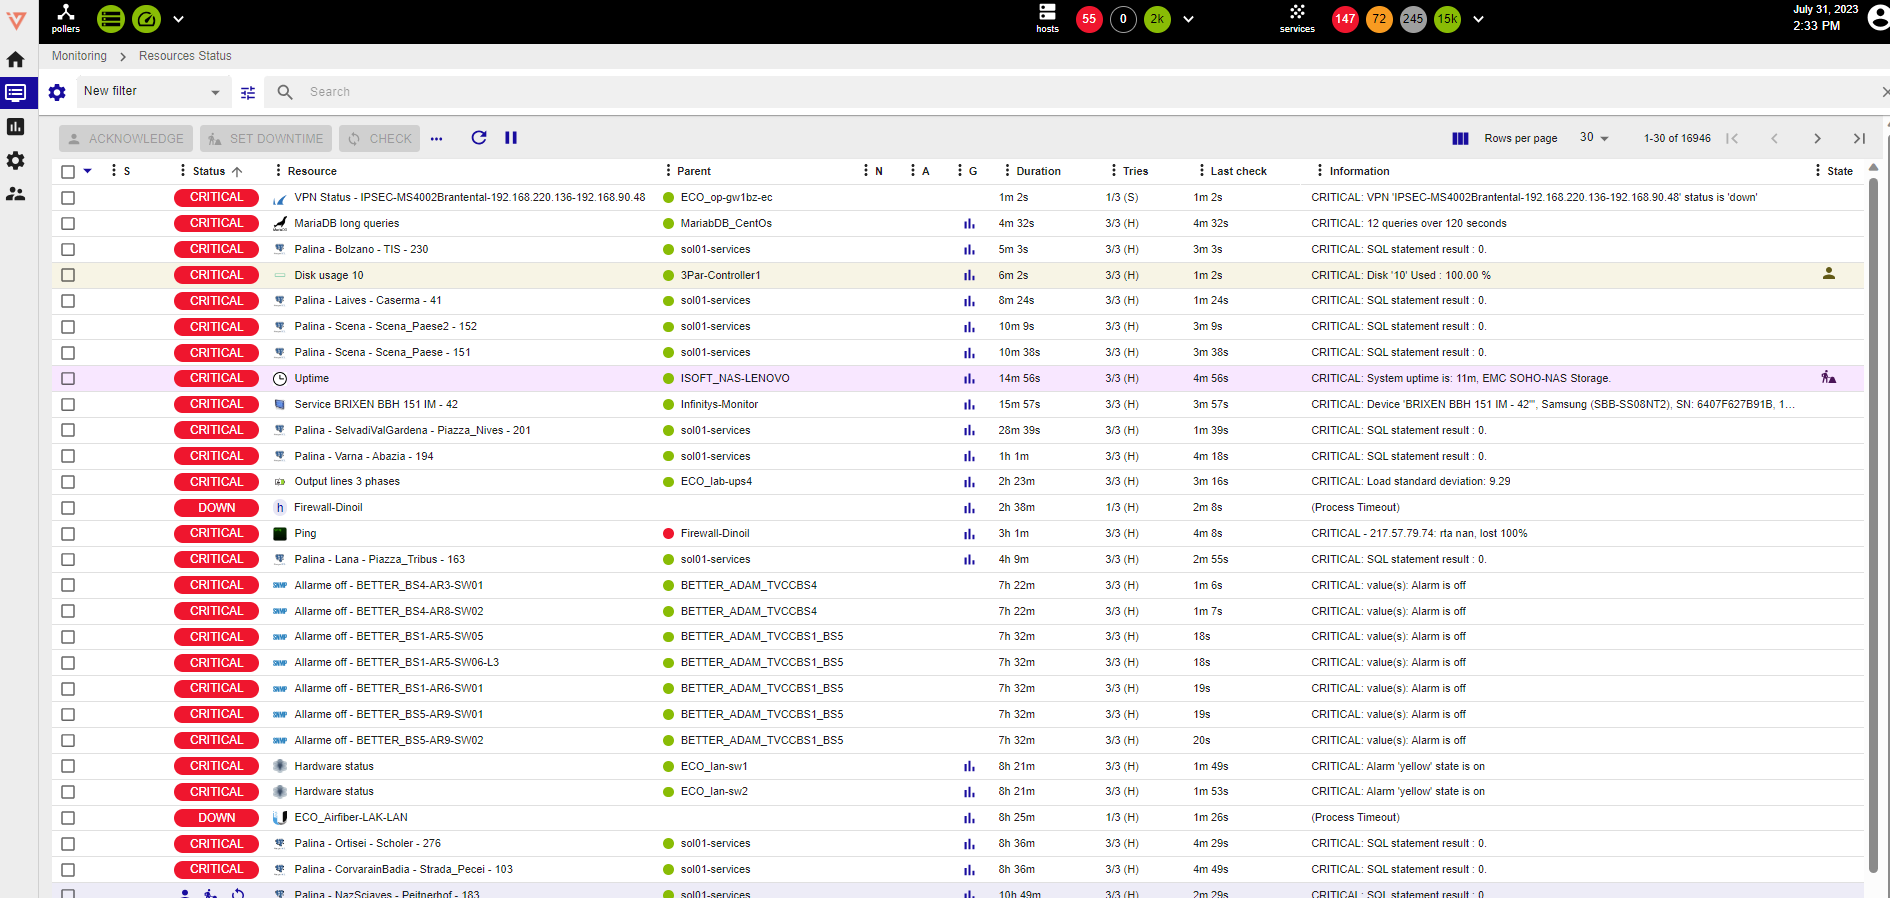 pollers
hosts 55 0 2k
services 147 72 245 15k
July 31, 2023
2:33 PM
Monitoring > Resources Status
New filter Search
ACKNOWLEDGE SET DOWNTIME CHECK ... Rows per page 30 1-30 of 16946
S Status Resource Parent N A G Duration Tries Last check Information State
CRITICAL VPN Status - IPSEC-MS4002Brantental-192.168.220.136-192.168.90.48 ECO_op-gw1bz-ec 1m 2s 1/3 (S) 1m 2s CRITICAL: VPN 'IPSEC-MS4002Brantental-192.168.220.136-192.168.90.48' status is 'down'
CRITICAL MariaDB long queries MariabDB_CentOs 4m 32s 3/3 (H) 4m 32s CRITICAL: 12 queries over 120 seconds
CRITICAL Palina - Bolzano - TIS - 230 sol01-services 5m 3s 3/3 (H) 3m 3s CRITICAL: SQL statement result : 0.
CRITICAL Disk usage 10 3Par-Controller1 6m 2s 3/3 (H) 1m 2s CRITICAL: Disk '10' Used : 100.00 %
CRITICAL Palina - Laives - Caserma - 41 sol01-services 8m 24s 3/3 (H) 1m 24s CRITICAL: SQL statement result : 0.
CRITICAL Palina - Scena - Scena_Paese2 - 152 sol01-services 10m 9s 3/3 (H) 3m 9s CRITICAL: SQL statement result : 0.
CRITICAL Palina - Scena - Scena_Paese - 151 sol01-services 10m 38s 3/3 (H) 3m 38s CRITICAL: SQL statement result : 0.
CRITICAL Uptime ISOFT_NAS-LENOVO 14m 56s 3/3 (H) 4m 56s CRITICAL: System uptime is: 11m, EMC SOHO-NAS Storage.
CRITICAL Service BRIXEN BBH 151 IM - 42 Infinitys-Monitor 15m 57s 3/3 (H) 3m 57s CRITICAL: Device 'BRIXEN BBH 151 IM - 42'", Samsung (SBB-SS08NT2), SN: 6407F627B91B, 1...
CRITICAL Palina - SelvadiValGardena - Piazza_Nives - 201 sol01-services 28m 39s 3/3 (H) 1m 39s CRITICAL: SQL statement result : 0.
CRITICAL Palina - Varna - Abazia - 194 sol01-services 1h 1m 3/3 (H) 4m 18s CRITICAL: SQL statement result : 0.
CRITICAL Output lines 3 phases ECO_lab-ups4 2h 23m 3/3 (H) 3m 16s CRITICAL: Load standard deviation: 9.29
DOWN h Firewall-Dinoil 2h 38m 1/3 (H) 2m 8s (Process Timeout)
CRITICAL Ping Firewall-Dinoil 3h 1m 3/3 (H) 4m 8s CRITICAL - 217.57.79.74: rta nan, lost 100%
CRITICAL Palina - Lana - Piazza_Tribus - 163 sol01-services 4h 9m 3/3 (H) 2m 55s CRITICAL: SQL statement result : 0.
CRITICAL SNMP Allarme off - BETTER_BS4-AR3-SW01 BETTER_ADAM_TVCCBS4 7h 22m 3/3 (H) 1m 6s CRITICAL: value(s): Alarm is off
CRITICAL SNMP Allarme off - BETTER_BS4-AR8-SW02 BETTER_ADAM_TVCCBS4 7h 22m 3/3 (H) 1m 7s CRITICAL: value(s): Alarm is off
CRITICAL SNMP Allarme off - BETTER_BS1-AR5-SW05 BETTER_ADAM_TVCCBS1_BS5 7h 32m 3/3 (H) 18s CRITICAL: value(s): Alarm is off
CRITICAL SNMP Allarme off - BETTER_BS1-AR5-SW06-L3 BETTER_ADAM_TVCCBS1_BS5 7h 32m 3/3 (H) 18s CRITICAL: value(s): Alarm is off
CRITICAL SNMP Allarme off - BETTER_BS1-AR6-SW01 BETTER_ADAM_TVCCBS1_BS5 7h 32m 3/3 (H) 19s CRITICAL: value(s): Alarm is off
CRITICAL SNMP Allarme off - BETTER_BS5-AR9-SW01 BETTER_ADAM_TVCCBS1_BS5 7h 32m 3/3 (H) 19s CRITICAL: value(s): Alarm is off
CRITICAL SNMP Allarme off - BETTER_BS5-AR9-SW02 BETTER_ADAM_TVCCBS1_BS5 7h 32m 3/3 (H) 20s CRITICAL: value(s): Alarm is off
CRITICAL Hardware status ECO_lan-sw1 8h 21m 3/3 (H) 1m 49s CRITICAL: Alarm 'yellow' state is on
CRITICAL Hardware status ECO_lan-sw2 8h 21m 3/3 (H) 1m 53s CRITICAL: Alarm 'yellow' state is on
DOWN ECO_Airfiber-LAK-LAN 8h 25m 1/3 (H) 1m 26s (Process Timeout)
CRITICAL Palina - Ortisei - Scholer - 276 sol01-services 8h 36m 3/3 (H) 4m 29s CRITICAL: SQL statement result : 0.
CRITICAL Palina - CorvarainBadia - Strada_Pecei - 103 sol01-services 8h 36m 3/3 (H) 4m 49s CRITICAL: SQL statement result : 0.
Palina - NazSciaves - Peitnerhof - 183 sol01-services 10h 49m 3/3 (H) 2m 29s CRITICAL: SQL statement result : 0.